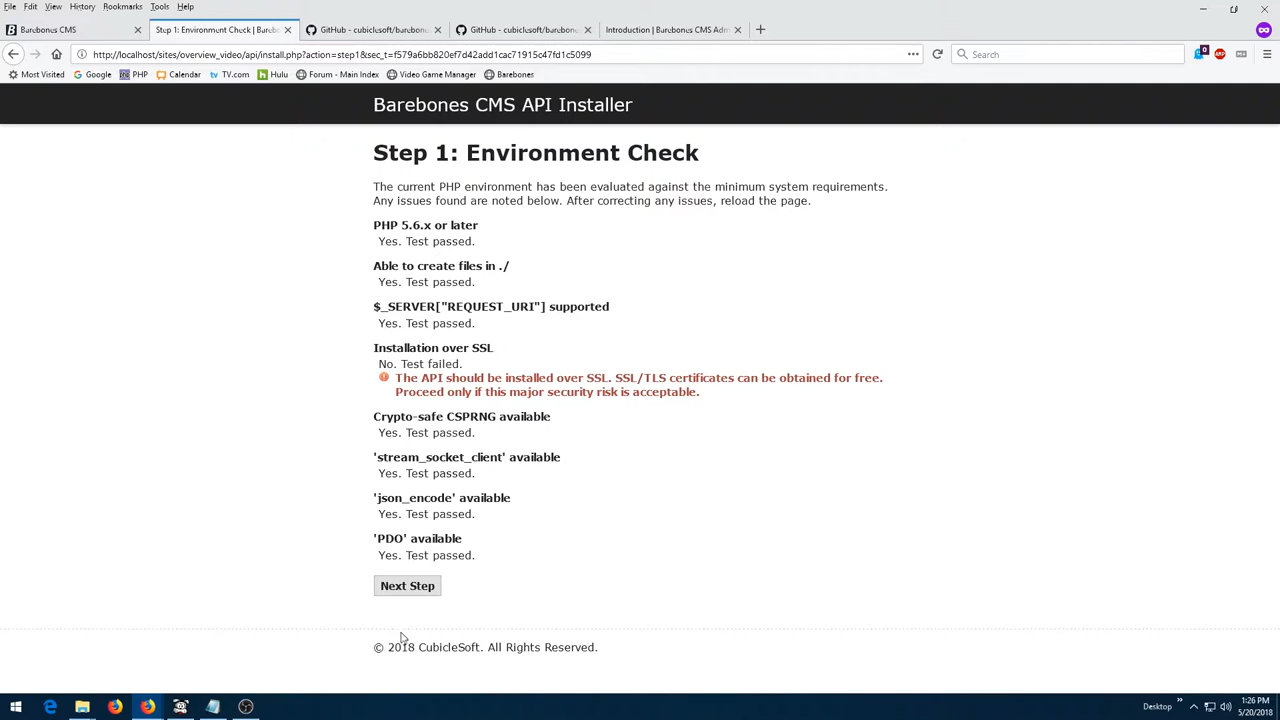 File Edit View History Bookmarks Tools Help
Barebones CMS
Step 1: Environment Check | Bareb
GitHub - cubiclesoft/barebon
GitHub - cubiclesoft/barebones
Introduction | Barebones CMS Adm
http://localhost/sites/overview_video/api/install.php?action=step1&sec_t=f579a6bb820ef7d42add1cac71915c47fd1c5099
Search
0
Most Visited Google PHP Calendar TV.com Hulu Forum - Main Index Video Game Manager Barebones
Barebones CMS API Installer
Step 1: Environment Check
The current PHP environment has been evaluated against the minimum system requirements.
Any issues found are noted below. After correcting any issues, reload the page.
PHP 5.6.x or later
Yes. Test passed.
Able to create files in ./
Yes. Test passed.
$_SERVER["REQUEST_URI"] supported
Yes. Test passed.
Installation over SSL
No. Test failed.
The API should be installed over SSL. SSL/TLS certificates can be obtained for free.
Proceed only if this major security risk is acceptable.
Crypto-safe CSPRNG available
Yes. Test passed.
'stream_socket_client' available
Yes. Test passed.
'json_encode' available
Yes. Test passed.
'PDO' available
Yes. Test passed.
Next Step
© 2018 CubicleSoft. All Rights Reserved.
Desktop
1:26 PM
5/20/2018